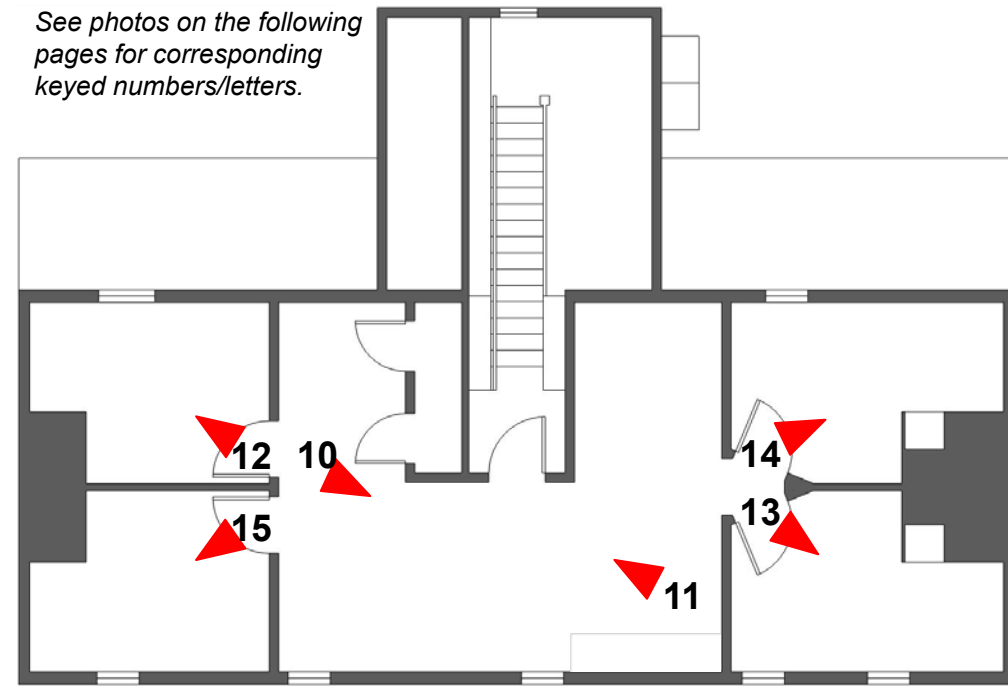 See photos on the following
pages for corresponding
keyed numbers/letters.
12
10
14
15
13
11